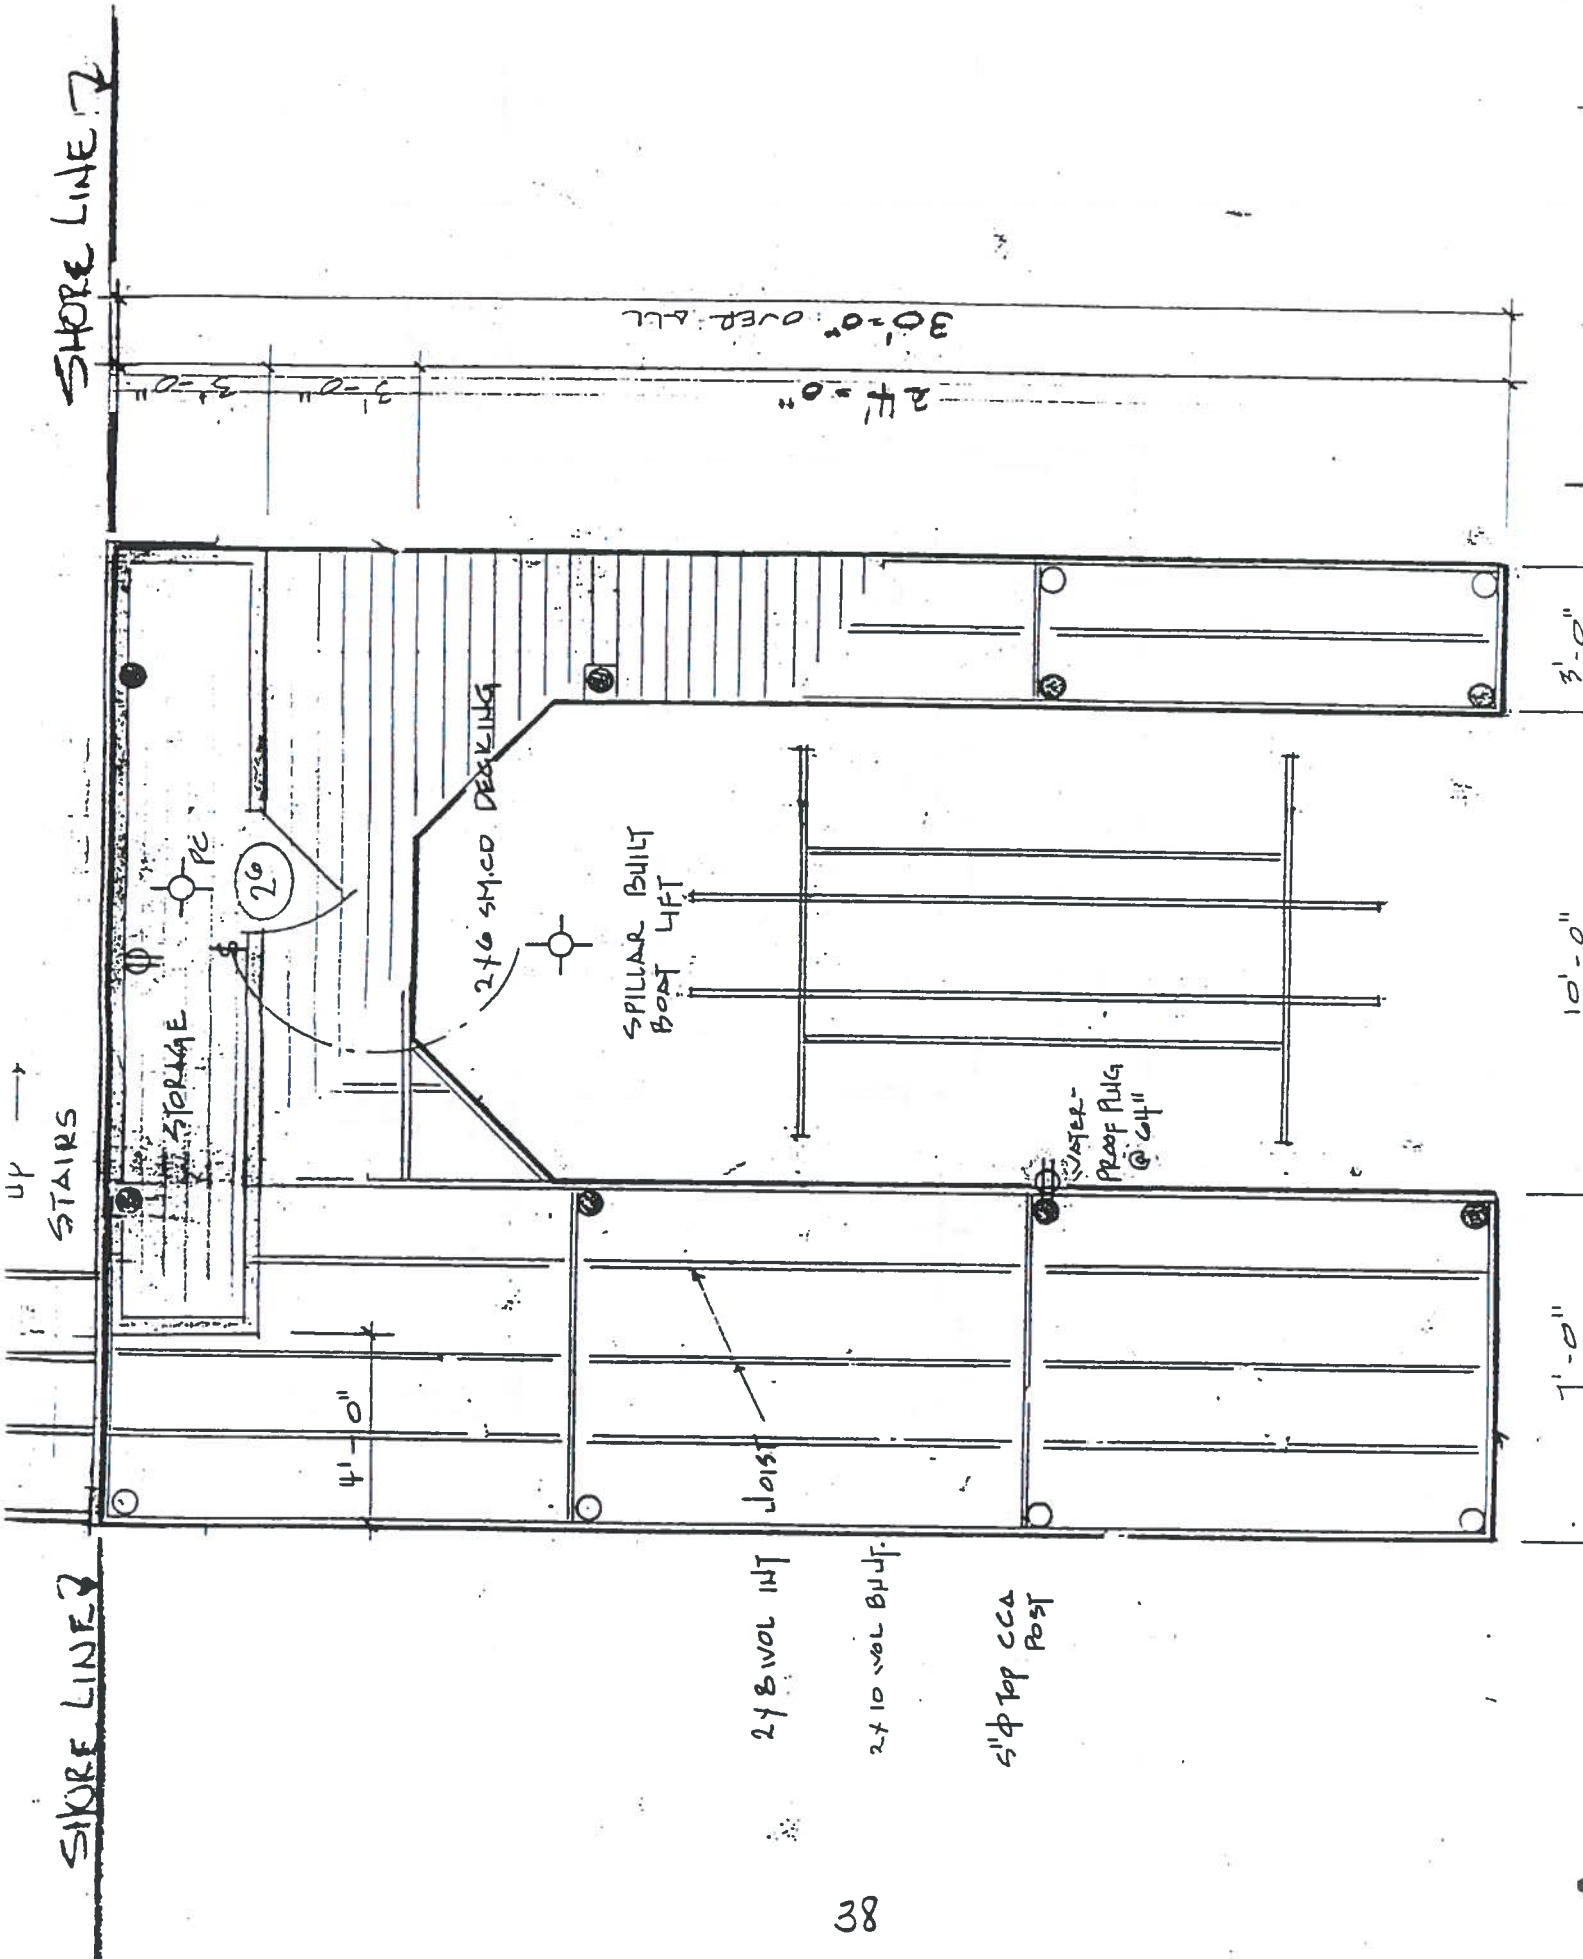 SHORE LINE
SHORE LINE
UP
STAIRS
STORAGE
PC
26
$
2x6 SM.CD DECKING
SPILLAR BUILT
BOAT LIFT
WATER-
PROOF PLUG
@ 64"
4'-0"
JOIST
2x8 WOL INT
2x10 WOL
5"Φ TOP CCA
POST
3'-0"
3'-0"
24'-0"
30'-0" OVER ALL
7'-0"
10'-0"
3'-0"
38